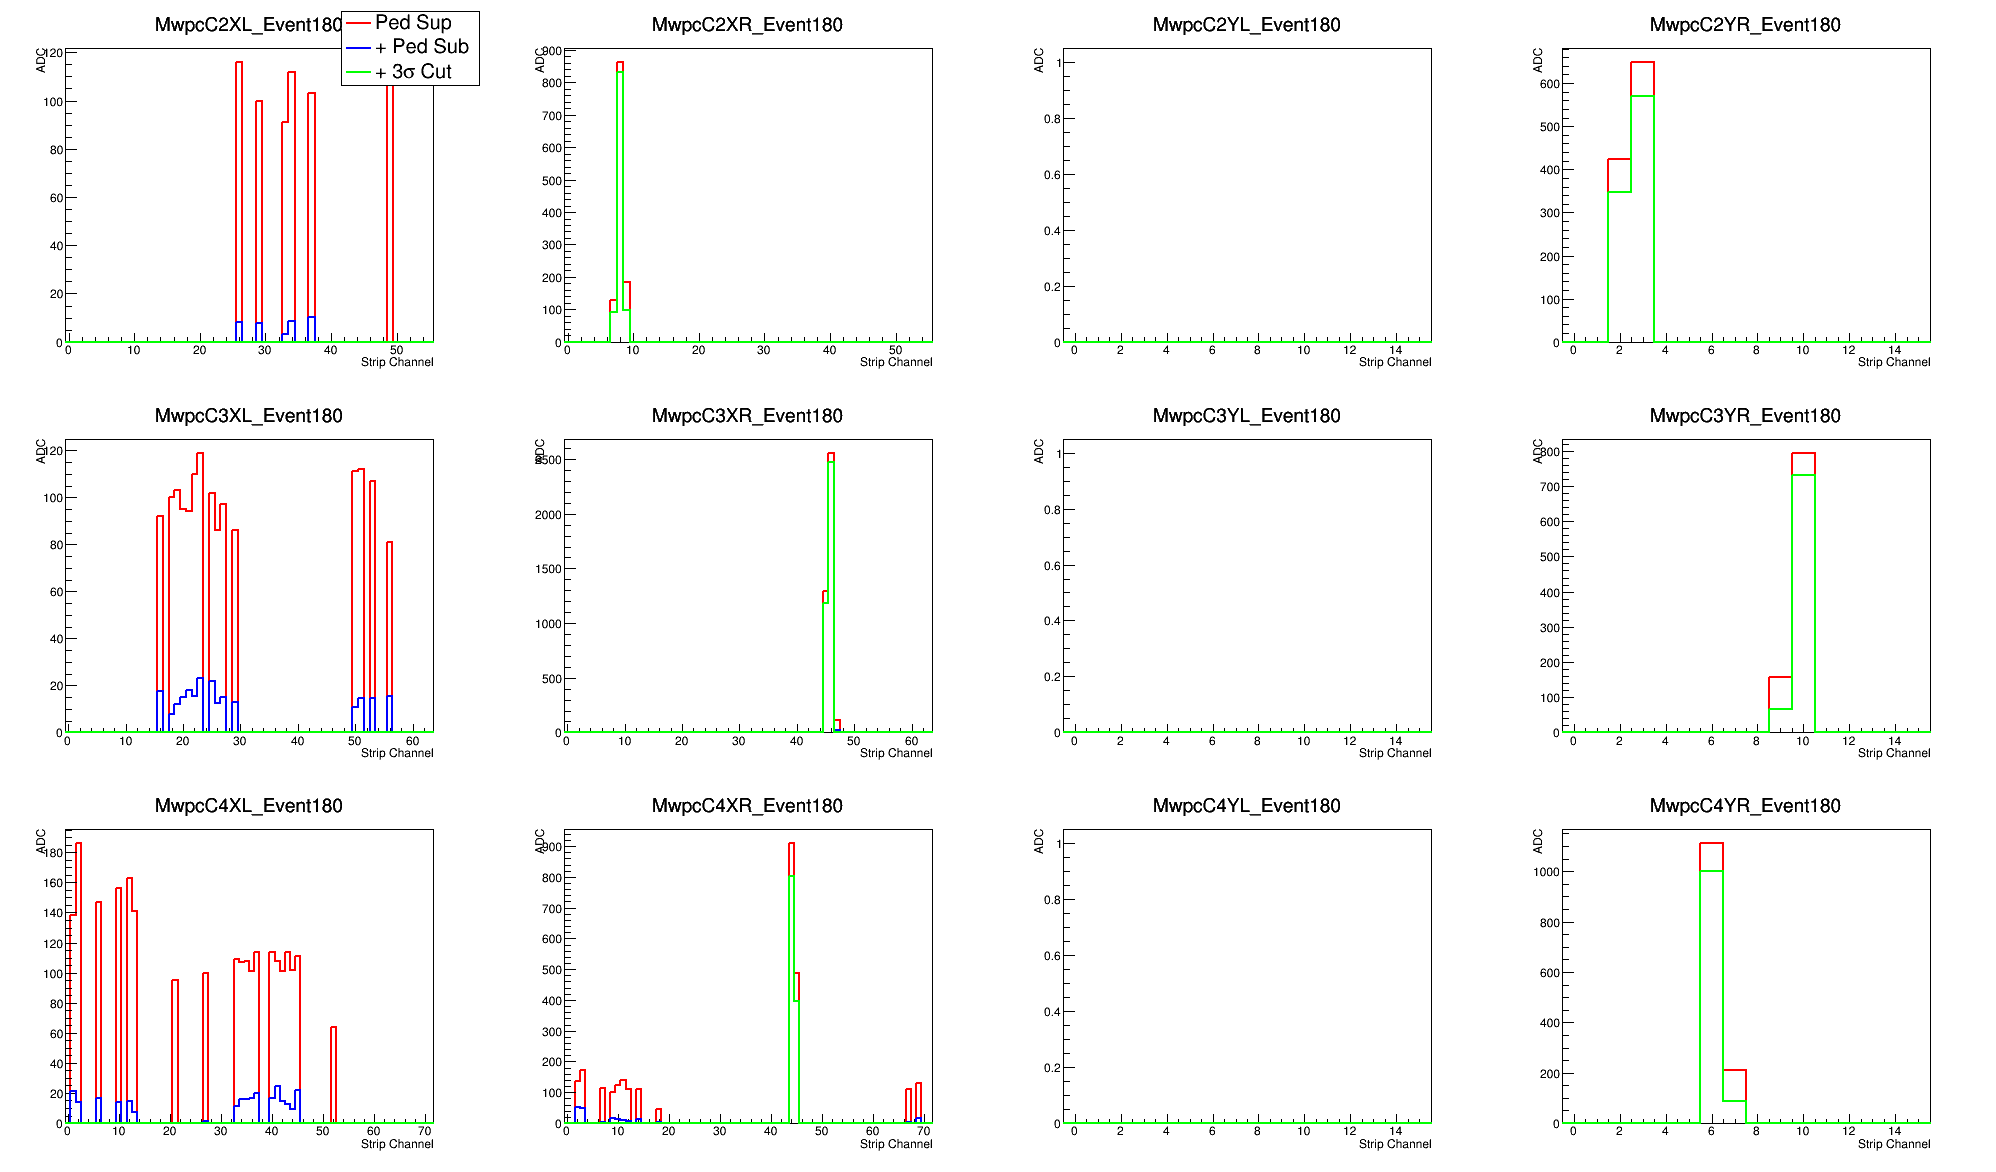 MwpcC2XL_Event180
Ped Sup
+ Ped Sub
+ 3σ Cut
ADC
120
100
80
60
40
20
0
0 10 20 30 40 50
Strip Channel
MwpcC2XR_Event180
ADC
900
800
700
600
500
400
300
200
100
0
0 10 20 30 40 50
Strip Channel
MwpcC2YL_Event180
ADC
1
0.8
0.6
0.4
0.2
0
0 2 4 6 8 10 12 14
Strip Channel
MwpcC2YR_Event180
ADC
600
500
400
300
200
100
0
0 2 4 6 8 10 12 14
Strip Channel
MwpcC3XL_Event180
ADC
120
100
80
60
40
20
0
0 10 20 30 40 50 60
Strip Channel
MwpcC3XR_Event180
ADC
2500
2000
1500
1000
500
0
0 10 20 30 40 50 60
Strip Channel
MwpcC3YL_Event180
ADC
1
0.8
0.6
0.4
0.2
0
0 2 4 6 8 10 12 14
Strip Channel
MwpcC3YR_Event180
ADC
800
700
600
500
400
300
200
100
0
0 2 4 6 8 10 12 14
Strip Channel
MwpcC4XL_Event180
ADC
180
160
140
120
100
80
60
40
20
0
0 10 20 30 40 50 60 70
Strip Channel
MwpcC4XR_Event180
ADC
900
800
700
600
500
400
300
200
100
0
0 10 20 30 40 50 60 70
Strip Channel
MwpcC4YL_Event180
ADC
1
0.8
0.6
0.4
0.2
0
0 2 4 6 8 10 12 14
Strip Channel
MwpcC4YR_Event180
ADC
1000
800
600
400
200
0
0 2 4 6 8 10 12 14
Strip Channel